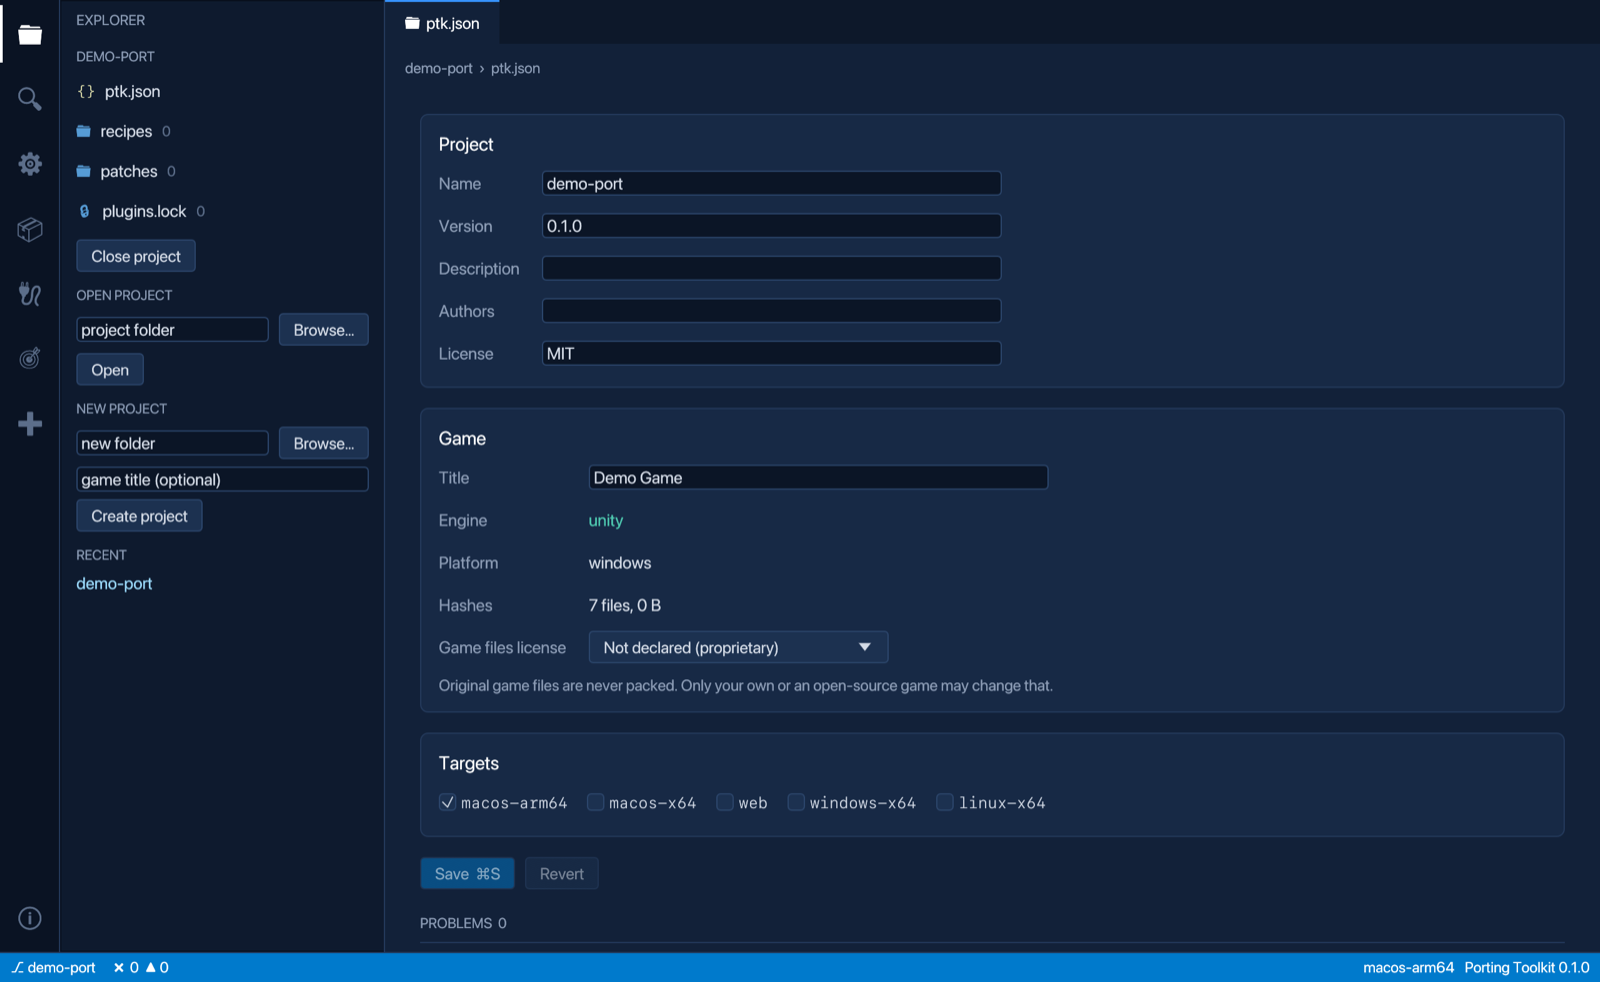 EXPLORER
DEMO-PORT
{} ptk.json
recipes 0
patches 0
plugins.lock 0
Close project
OPEN PROJECT
project folder Browse...
Open
NEW PROJECT
new folder Browse...
game title (optional)
Create project
RECENT
demo-port
ptk.json
demo-port › ptk.json
Project
Name demo-port
Version 0.1.0
Description
Authors
License MIT
Game
Title Demo Game
Engine unity
Platform windows
Hashes 7 files, 0 B
Game files license Not declared (proprietary)
Original game files are never packed. Only your own or an open-source game may change that.
Targets
macos-arm64 macos-x64 web windows-x64 linux-x64
Save ⌘S Revert
PROBLEMS 0
demo-port 0 0 macos-arm64 Porting Toolkit 0.1.0